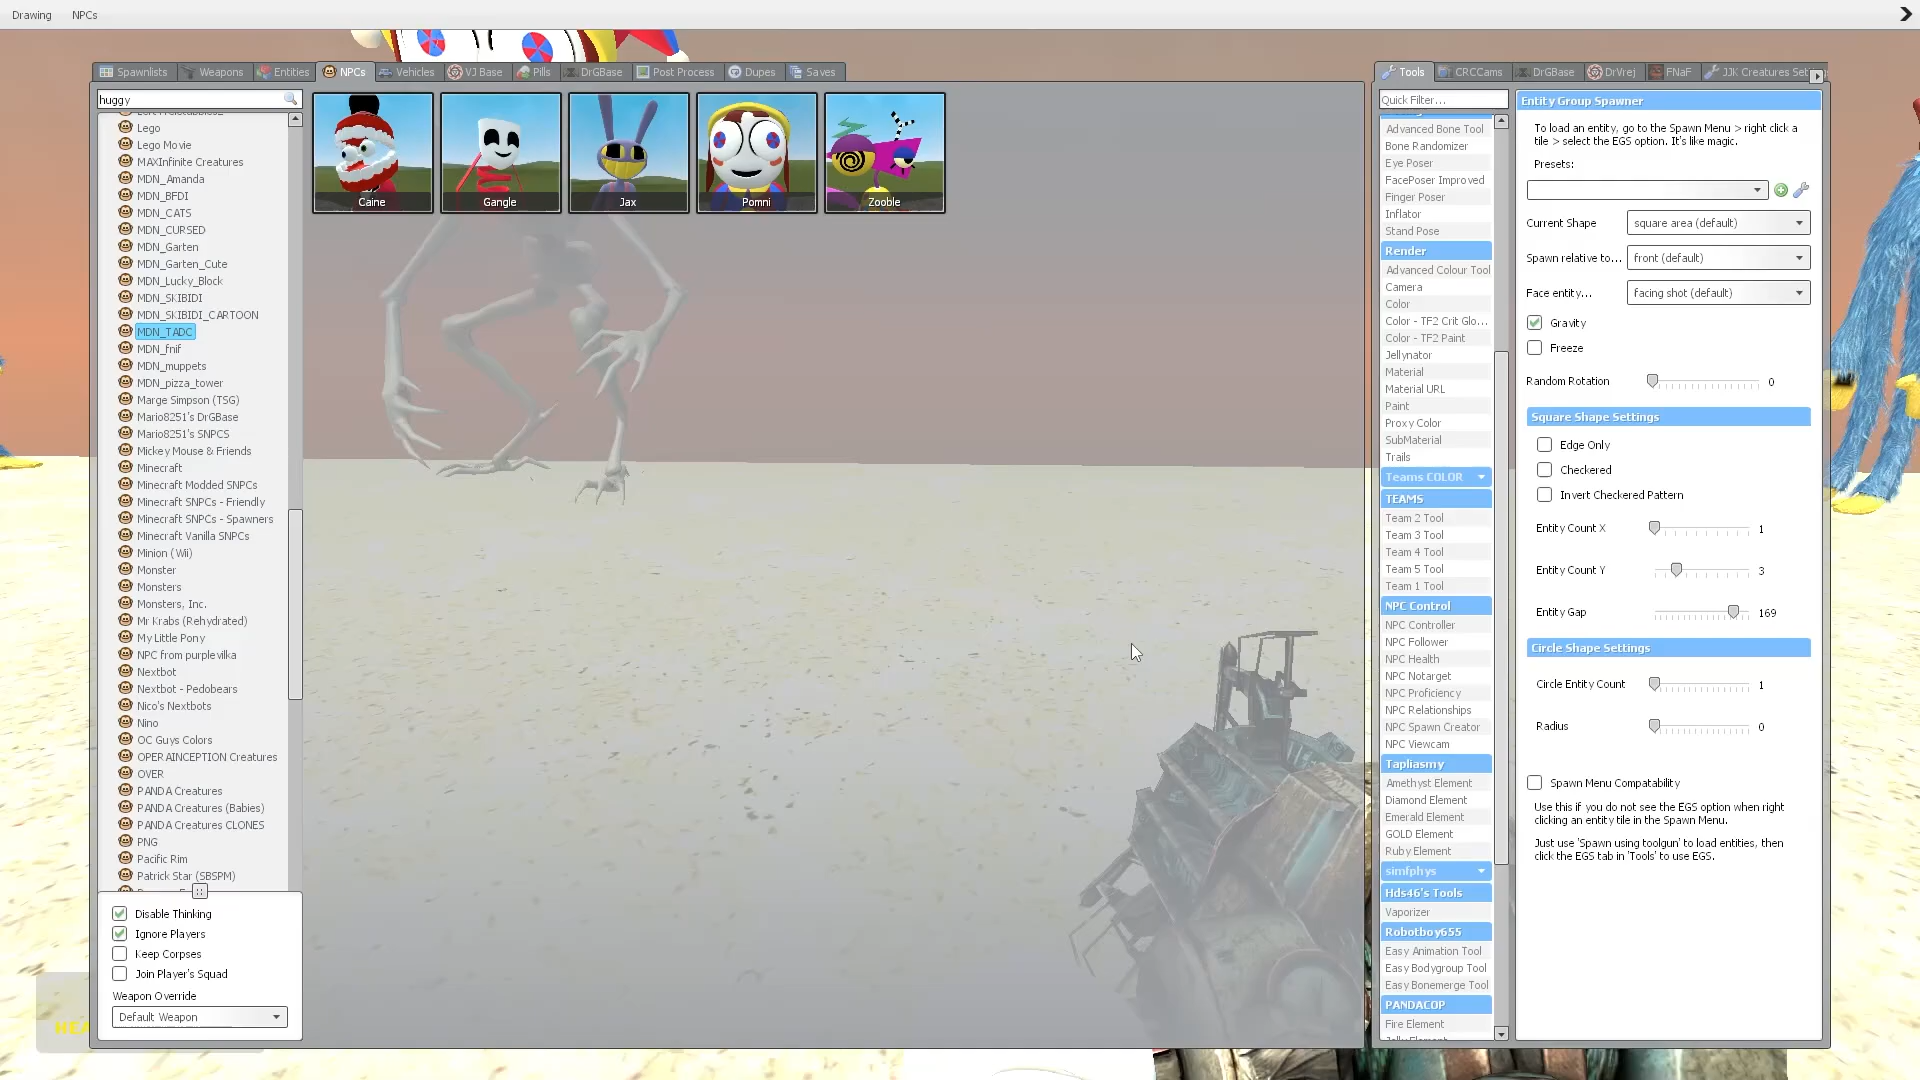 Drawing NPCs
Spawnlists Weapons Entities NPCs Vehicles VJ Base Pills DrGBase Post Process Dupes Saves
huggy
Lego
Lego Movie
MAXInfinite Creatures
MDN_Amanda
MDN_BFDI
MDN_CATS
MDN_CURSED
MDN_Garten
MDN_Garten_Cute
MDN_Lucky_Block
MDN_SKIBIDI
MDN_SKIBIDI_CARTOON
MDN_TADC
MDN_fnif
MDN_muppets
MDN_pizza_tower
Marge Simpson (TSG)
Mario8251's DrGBase
Mario8251's SNPCS
Mickey Mouse & Friends
Minecraft
Minecraft Modded SNPCs
Minecraft SNPCs - Friendly
Minecraft SNPCs - Spawners
Minecraft Vanilla SNPCs
Minion (Wii)
Monster
Monsters
Monsters, Inc.
Mr Krabs (Rehydrated)
My Little Pony
NPC from purplevilka
Nextbot
Nextbot - Pedobears
Nico's Nextbots
Nino
OC Guys Colors
OPERAINCEPTION Creatures
OVER
PANDA Creatures
PANDA Creatures (Babies)
PANDA Creatures CLONES
PNG
Pacific Rim
Patrick Star (SBSPM)
Disable Thinking
Ignore Players
Keep Corpses
Join Player's Squad
Weapon Override
Default Weapon
Caine Gangle Jax Pomni Zooble
Tools CRCCams DrGBase DrVrej FNaF JJK Creatures
Quick Filter...
Advanced Bone Tool
Bone Randomizer
Eye Poser
FacePoser Improved
Finger Poser
Inflator
Stand Pose
Render
Advanced Colour Tool
Camera
Color
Color - TF2 Crit Glo...
Color - TF2 Paint
Jellynator
Material
Material URL
Paint
Proxy Color
SubMaterial
Trails
Teams COLOR
TEAMS
Team 2 Tool
Team 3 Tool
Team 4 Tool
Team 5 Tool
Team 1 Tool
NPC Control
NPC Controller
NPC Follower
NPC Health
NPC Notarget
NPC Proficiency
NPC Relationships
NPC Spawn Creator
NPC Viewcam
Tapliasmy
Amethyst Element
Diamond Element
Emerald Element
GOLD Element
Ruby Element
simfphys
Hds46's Tools
Vaporizer
Robotboy655
Easy Animation Tool
Easy Bodygroup Tool
Easy Bonemerge Tool
PANDACOP
Fire Element
Entity Group Spawner
To load an entity, go to the Spawn Menu > right click a
tile > select the EGS option. It's like magic.
Presets:
Current Shape square area (default)
Spawn relative to... front (default)
Face entity... facing shot (default)
Gravity
Freeze
Random Rotation 0
Square Shape Settings
Edge Only
Checkered
Invert Checkered Pattern
Entity Count X 1
Entity Count Y 3
Entity Gap 169
Circle Shape Settings
Circle Entity Count 1
Radius 0
Spawn Menu Compatability
Use this if you do not see the EGS option when right
clicking an entity tile in the Spawn Menu.
Just use 'Spawn using toolgun' to load entities, then
click the EGS tab in 'Tools' to use EGS.